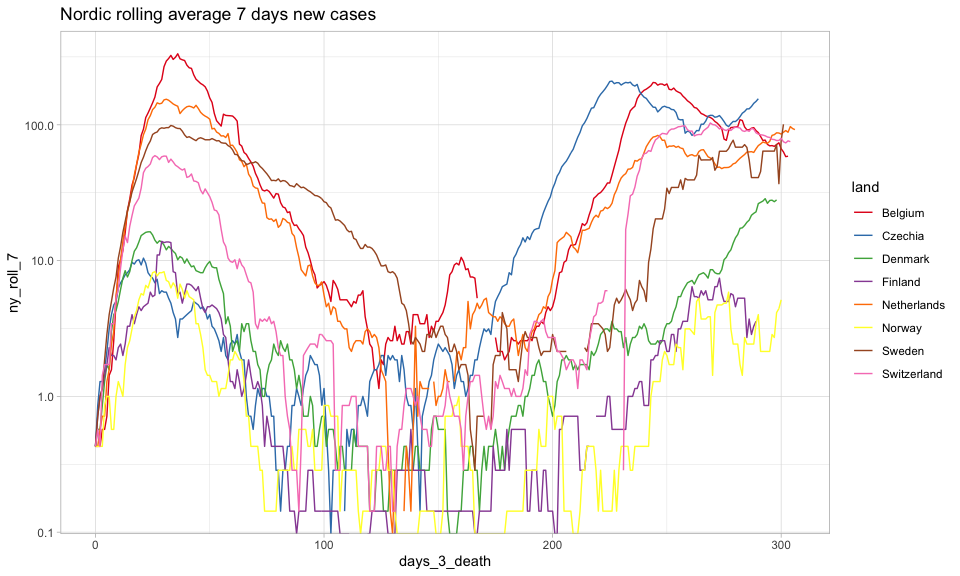 Nordic rolling average 7 days new cases
ny_roll_7
100.0
10.0
1.0
0.1
0
100
200
300
days_3_death
land
Belgium
Czechia
Denmark
Finland
Netherlands
Norway
Sweden
Switzerland